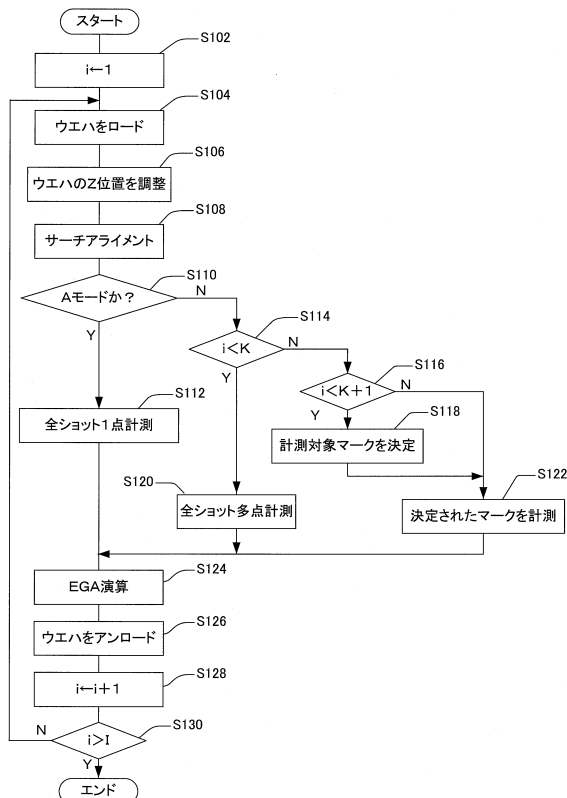 スタート
S102
i←1
S104
ウエハをロード
S106
ウエハのZ位置を調整
S108
サーチアライメント
S110
Aモードか?
N
Y
S114
i<K
N
Y
S116
i<K+1
N
Y
S112
全ショット1点計測
S118
計測対象マークを決定
S120
全ショット多点計測
S122
決定されたマークを計測
S124
EGA演算
S126
ウエハをアンロード
S128
i←i+1
S130
i>I
N
Y
エンド